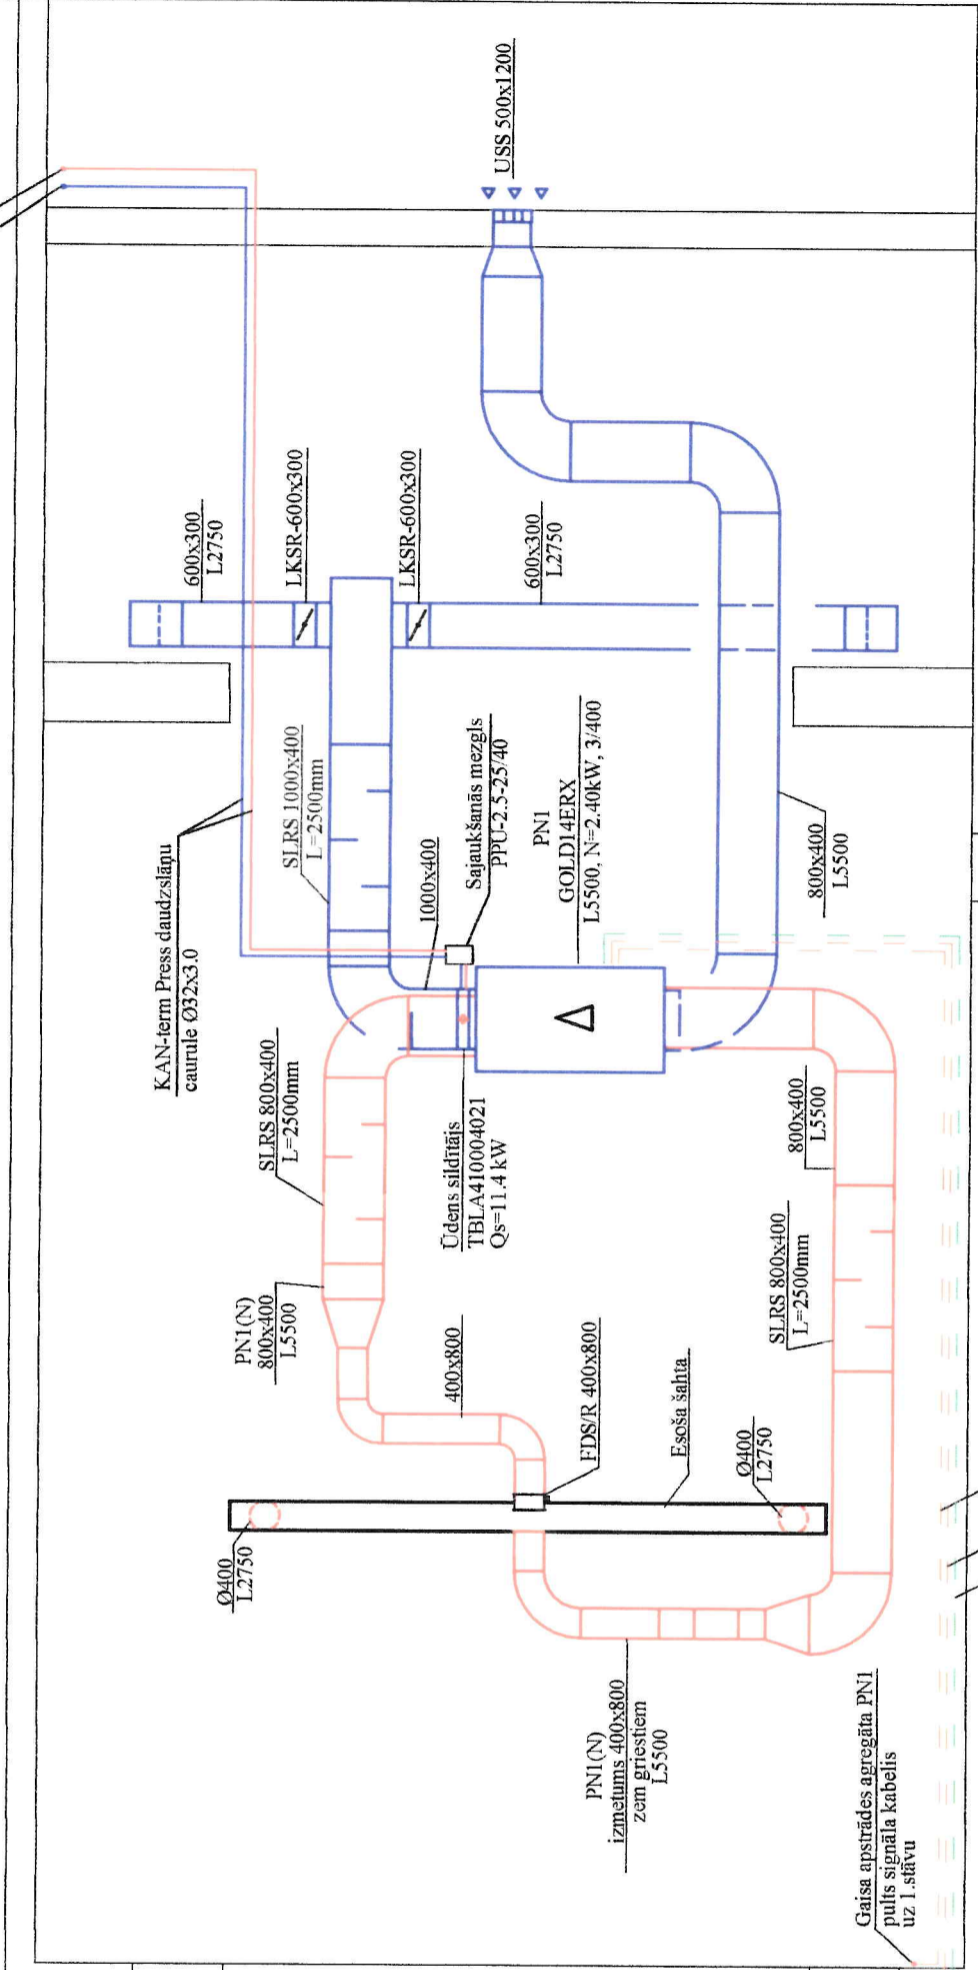 USS 500x1200
600x300
L2750
LKSR-600x300
LKSR-600x300
600x300
L2750
KAN-term Press daudzslāņu
caurule Ø32x3.0
SLRS 1000x400
L=2500mm
1000x400
Sajaukšanās mezgls
PPU-2.5-25/40
PN1
GOLD14ERX
L5500, N=2.40kW, 3/400
800x400
L5500
SLRS 800x400
L=2500mm
Ūdens sildītājs
TBLA410004021
Qs=11.4 kW
800x400
L5500
PN1(N)
800x400
L5500
400x800
FDS/R 400x800
Esoša šahta
SLRS 800x400
L=2500mm
Ø400
L2750
Ø400
L2750
PN1(N)
izmetums 400x800
zem griestiem
L5500
Gaisa apstrādes agregāta PN1
pults signāla kabelis
uz 1.stāvu